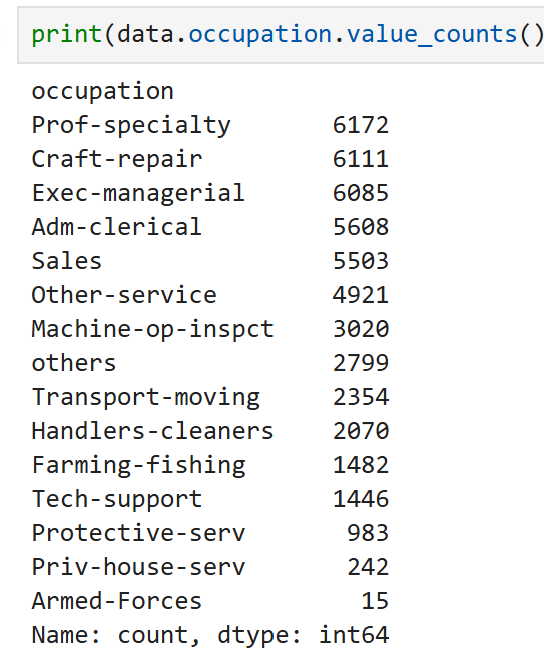 print(data.occupation.value_counts()
occupation
Prof-specialty 6172
Craft-repair 6111
Exec-managerial 6085
Adm-clerical 5608
Sales 5503
Other-service 4921
Machine-op-inspct 3020
others 2799
Transport-moving 2354
Handlers-cleaners 2070
Farming-fishing 1482
Tech-support 1446
Protective-serv 983
Priv-house-serv 242
Armed-Forces 15
Name: count, dtype: int64